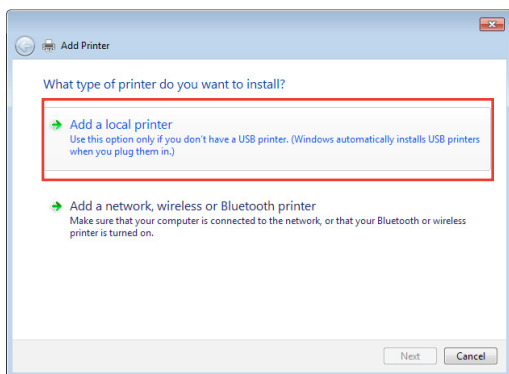 Add Printer
What type of printer do you want to install?
Add a local printer
Use this option only if you don't have a USB printer. (Windows automatically installs USB printers
when you plug them in.)
Add a network, wireless or Bluetooth printer
Make sure that your computer is connected to the network, or that your Bluetooth or wireless
printer is turned on.
Next Cancel